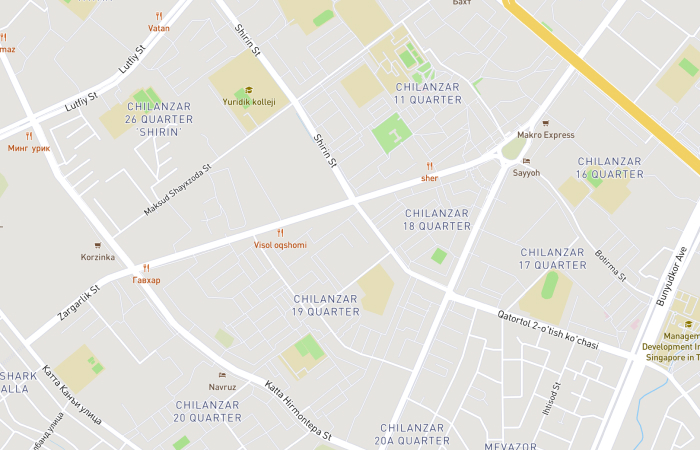 Бахт
Vatan
maz
Shirin St
Lutfiy St
Lutfiy St
CHILANZAR
26 QUARTER
'SHIRIN'
Yuridik kolleji
CHILANZAR
11 QUARTER
Makro Express
Минг урик
Shirin St
Maksud Shayxzoda St
sher
Sayyoh
CHILANZAR
16 QUARTER
CHILANZAR
18 QUARTER
Visol oqshomi
Korzinka
Гавхар
Zargarlik St
CHILANZAR
17 QUARTER
Botirma St
Bunyudkor Ave
CHILANZAR
19 QUARTER
Qatortol 2-o'tish ko'chasi
Managem
Development In
Singapore in T
SHARK
ALLA
Катта Каньи улица
Navruz
Katta Hirmontepa St
Ihtisod St
CHILANZAR
20 QUARTER
CHILANZAR
20A QUARTER
MEVAZOR
улица